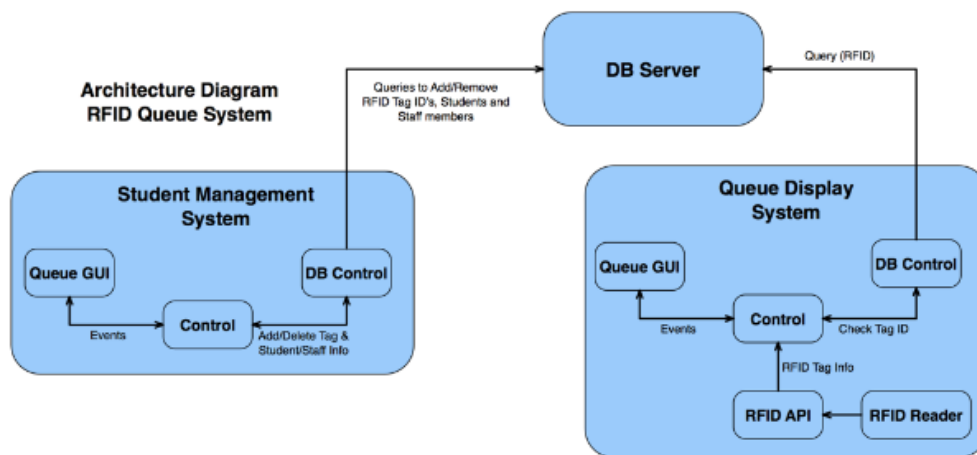 Architecture Diagram
RFID Queue System
Queries to Add/Remove
RFID Tag ID's, Students and
Staff members
DB Server
Query (RFID)
Student Management
System
Queue GUI
DB Control
Control
Events
Add/Delete Tag &
Student/Staff Info
Queue Display
System
Queue GUI
DB Control
Control
Events
Check Tag ID
RFID Tag Info
RFID API
RFID Reader